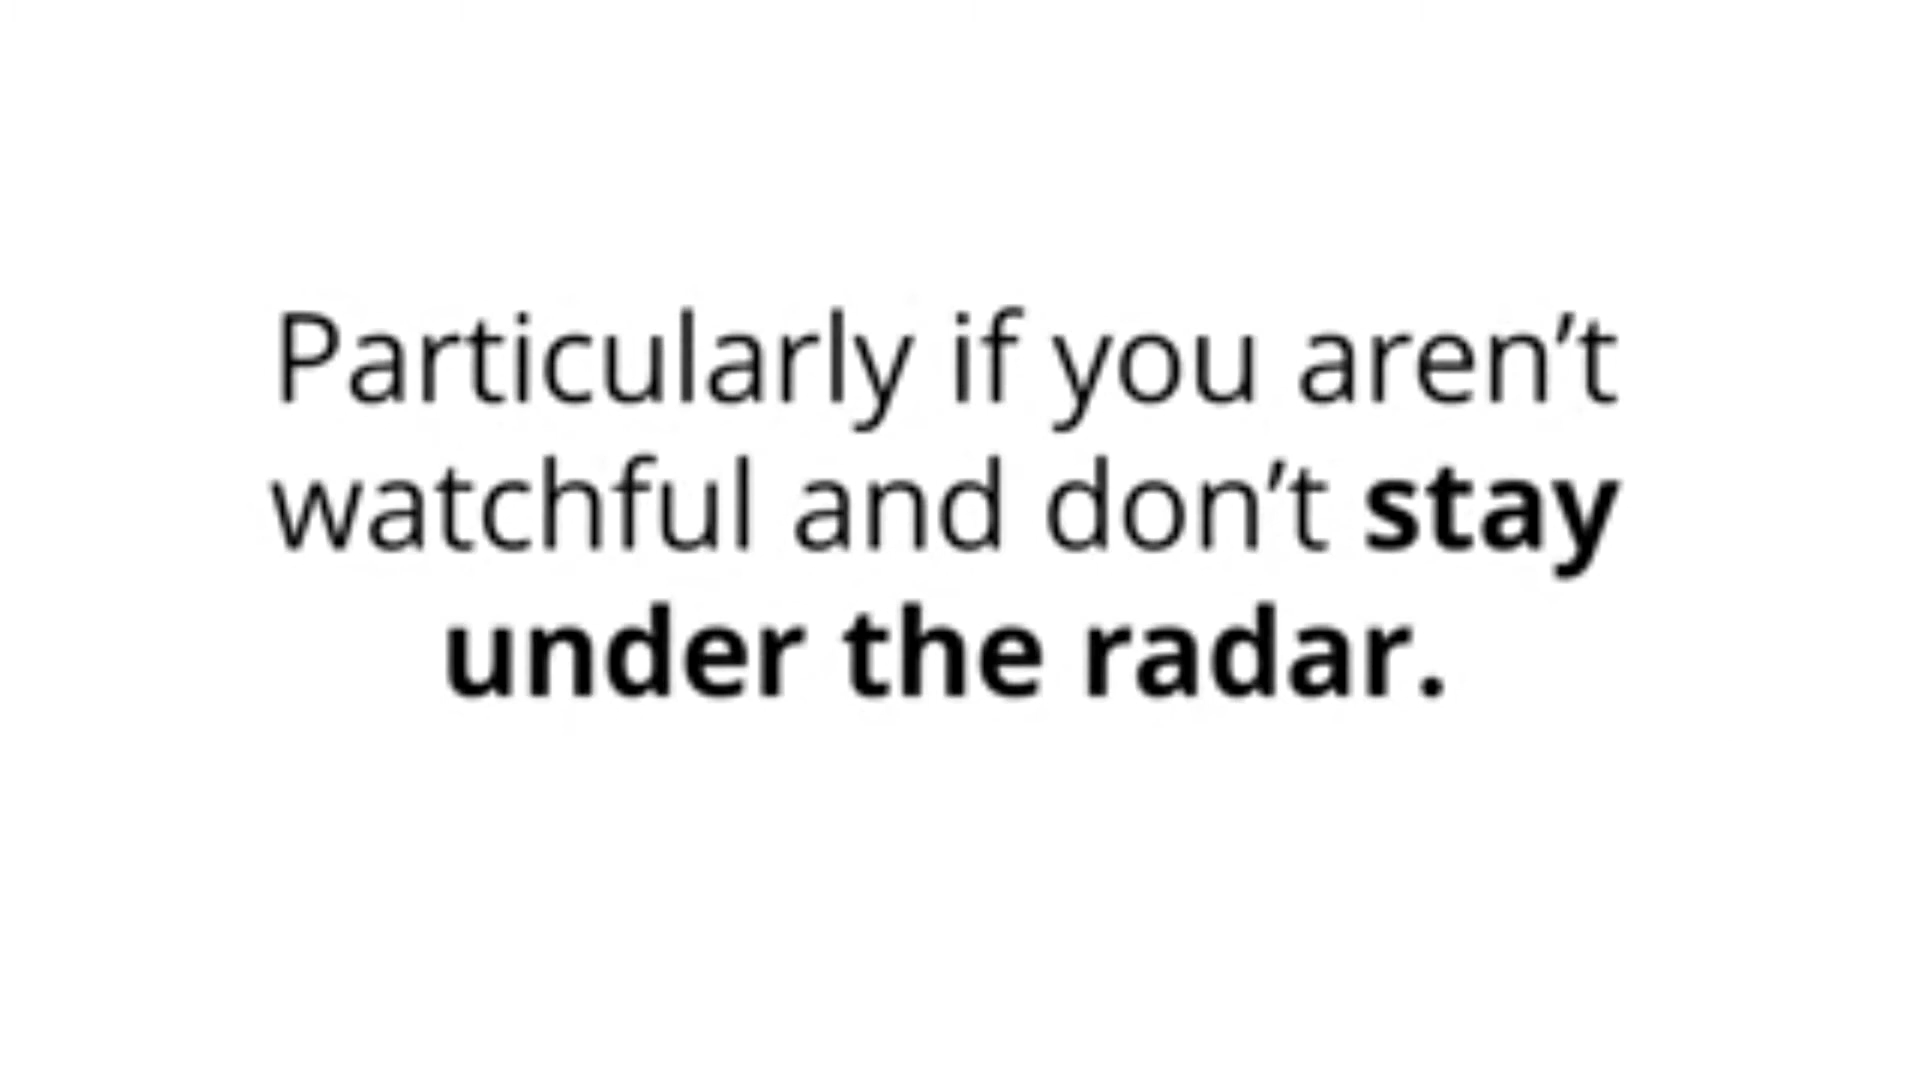 Particularly if you aren’t
watchful and don’t stay
under the radar.